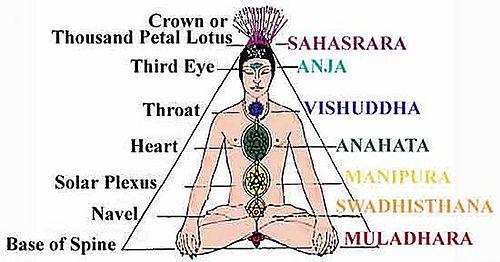 Crown or
Thousand Petal Lotus
SAHASRARA
Third Eye
ANJA
Throat
VISHUDDHA
Heart
ANAHATA
Solar Plexus
MANIPURA
Navel
SWADHISTHANA
Base of Spine
MULADHARA